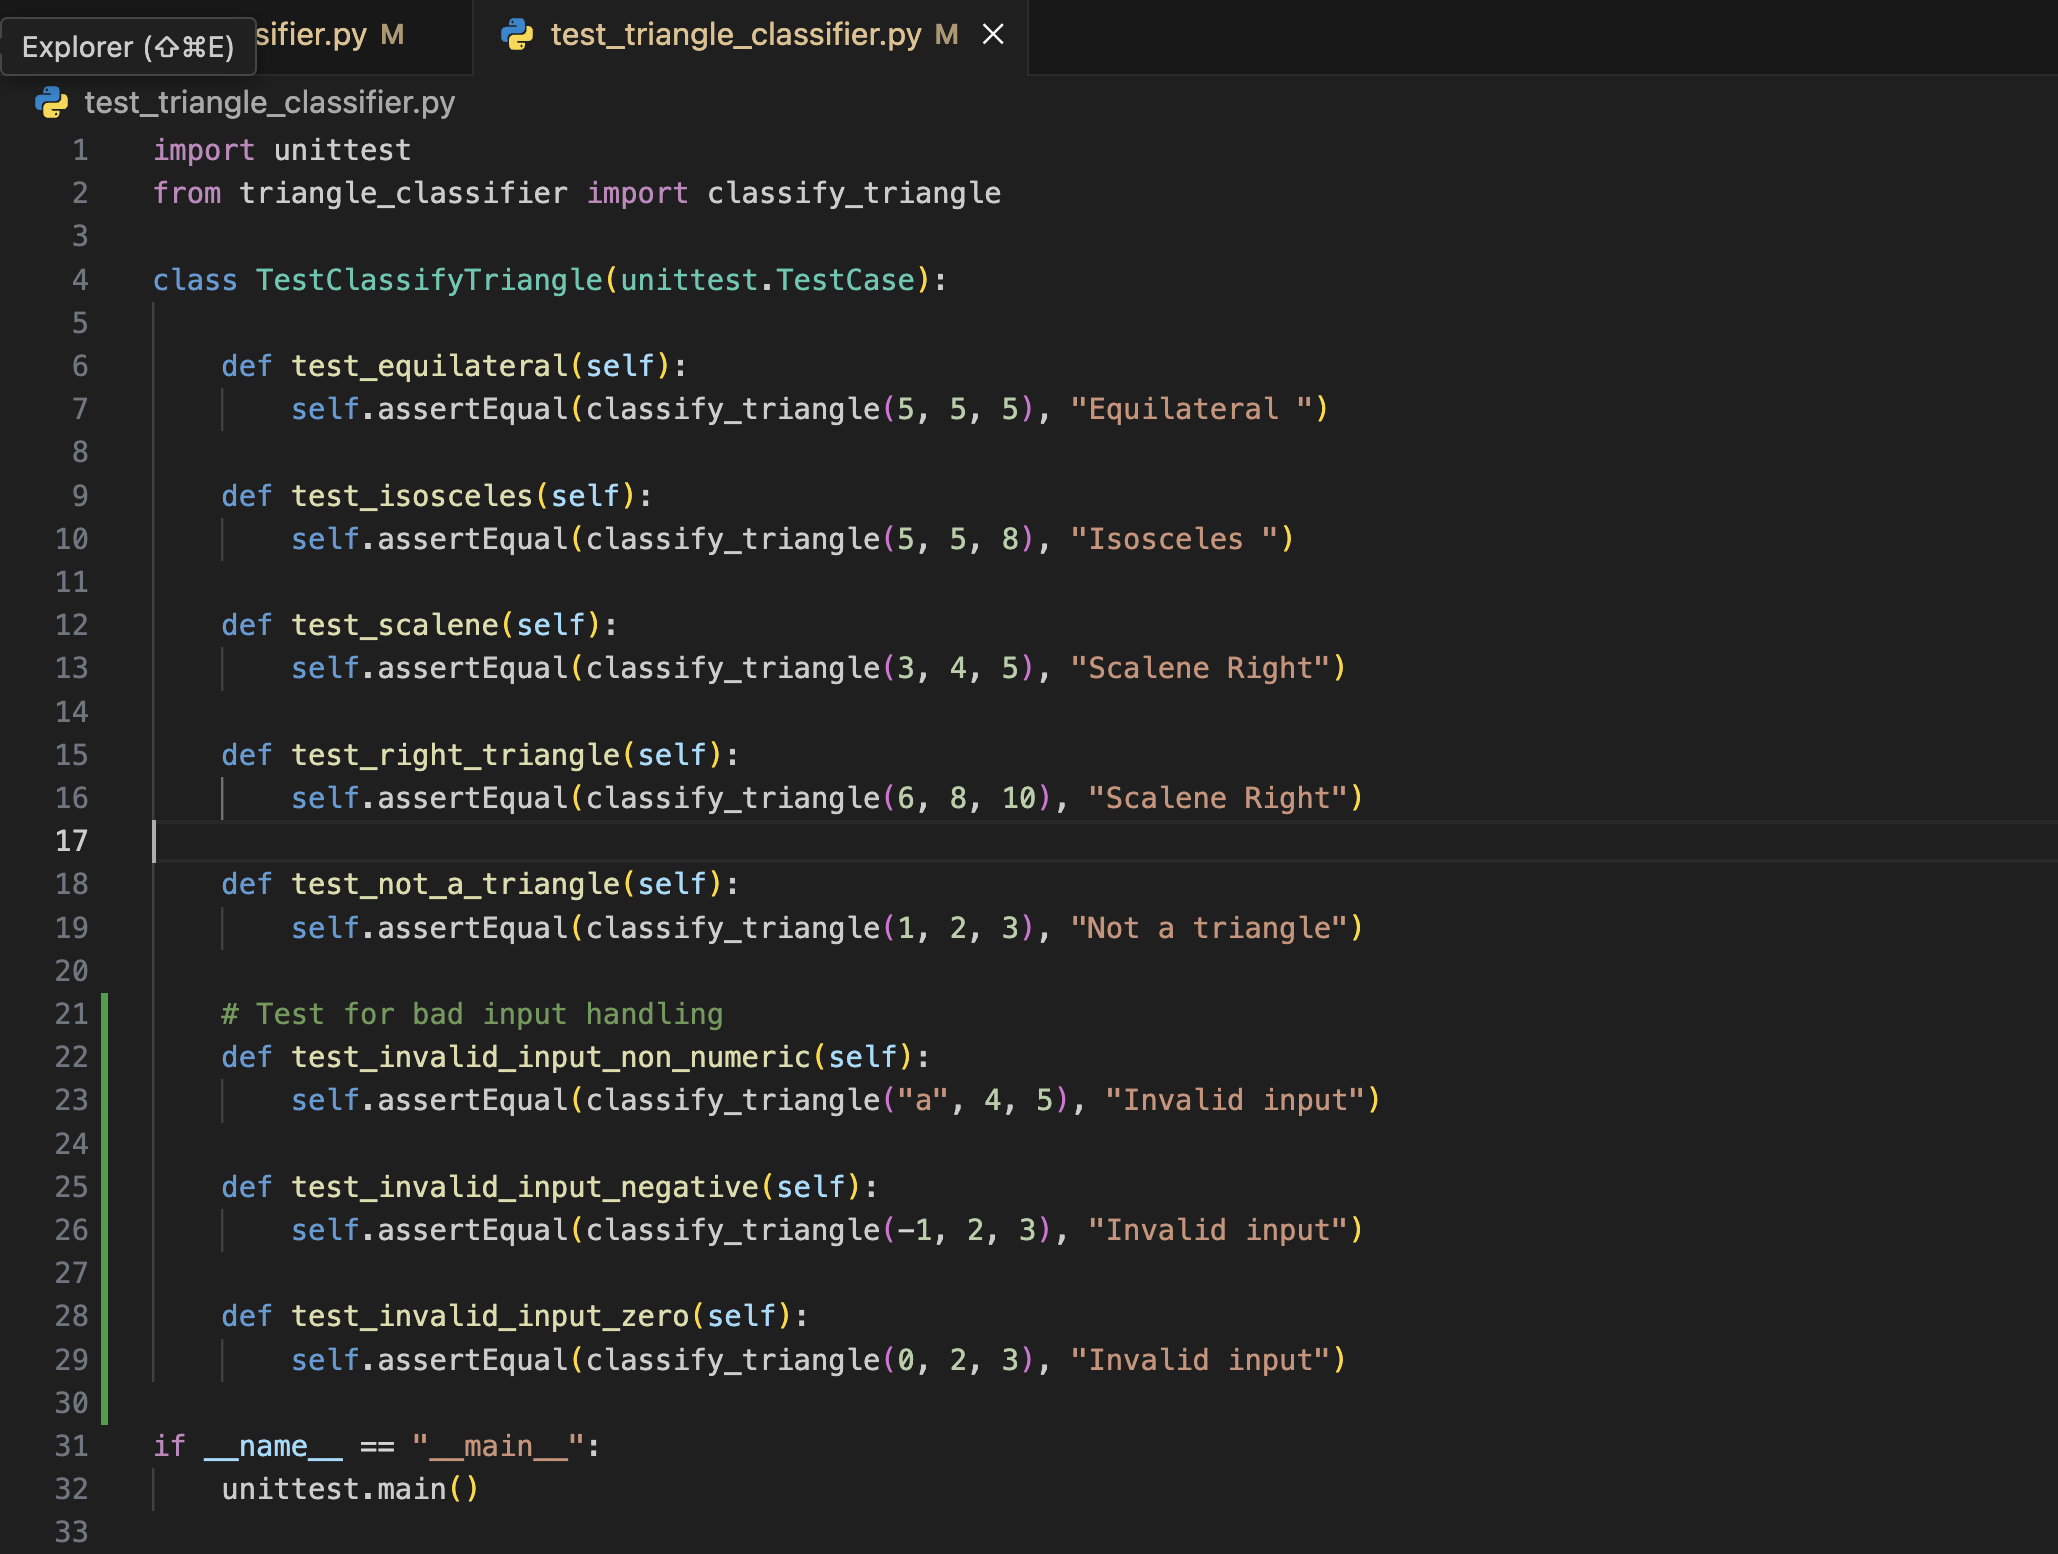 Explorer (⇧⌘E)
sifier.py M
test_triangle_classifier.py M
test_triangle_classifier.py
1 import unittest
2 from triangle_classifier import classify_triangle
3
4 class TestClassifyTriangle(unittest.TestCase):
5
6     def test_equilateral(self):
7         self.assertEqual(classify_triangle(5, 5, 5), "Equilateral ")
8
9     def test_isosceles(self):
10         self.assertEqual(classify_triangle(5, 5, 8), "Isosceles ")
11
12     def test_scalene(self):
13         self.assertEqual(classify_triangle(3, 4, 5), "Scalene Right")
14
15     def test_right_triangle(self):
16         self.assertEqual(classify_triangle(6, 8, 10), "Scalene Right")
17
18     def test_not_a_triangle(self):
19         self.assertEqual(classify_triangle(1, 2, 3), "Not a triangle")
20
21     # Test for bad input handling
22     def test_invalid_input_non_numeric(self):
23         self.assertEqual(classify_triangle("a", 4, 5), "Invalid input")
24
25     def test_invalid_input_negative(self):
26         self.assertEqual(classify_triangle(-1, 2, 3), "Invalid input")
27
28     def test_invalid_input_zero(self):
29         self.assertEqual(classify_triangle(0, 2, 3), "Invalid input")
30
31 if __name__ == "__main__":
32     unittest.main()
33